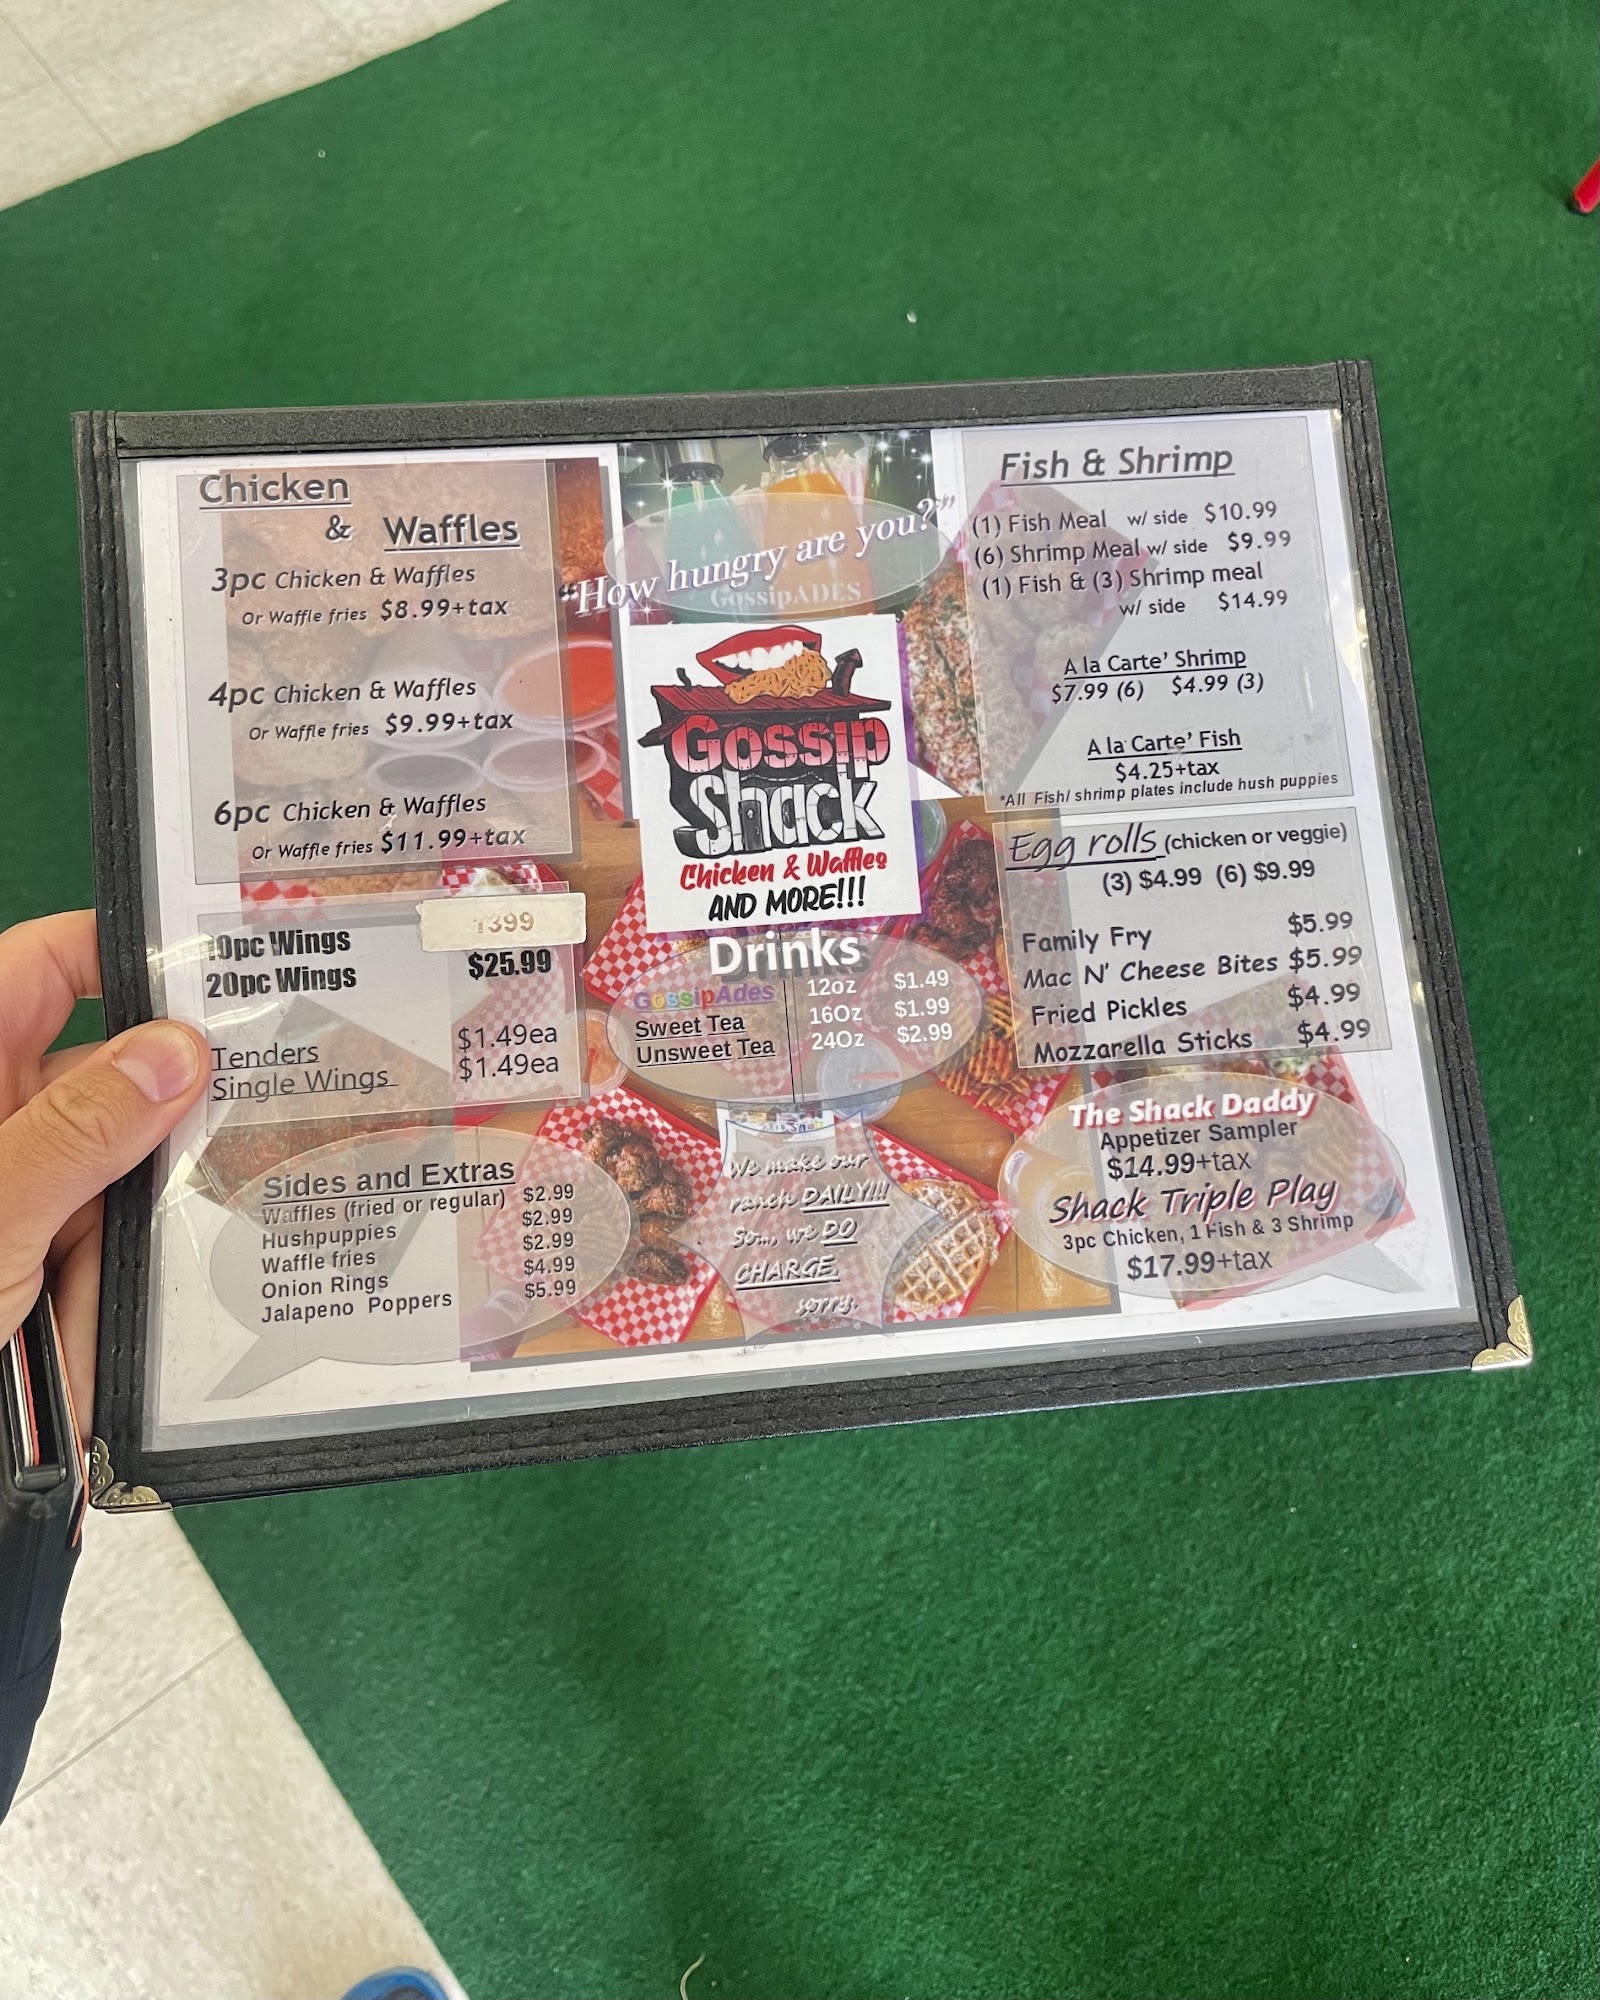 Chicken
& Waffles
3pc Chicken & Waffles
Or Waffle fries $8.99+tax
4pc Chicken & Waffles
Or Waffle fries $9.99+tax
6pc Chicken & Waffles
Or Waffle fries $11.99+tax
10pc Wings 1399
20pc Wings $25.99
Tenders $1.49ea
Single Wings $1.49ea
Sides and Extras
Waffles (fried or regular) $2.99
Hushpuppies $2.99
Waffle fries $2.99
Onion Rings $4.99
Jalapeno Poppers $5.99
"How hungry are you?"
GossipADES
Gossip
Shack
Chicken & Waffles
AND MORE!!!
Drinks
GossipAdes 12oz $1.49
Sweet Tea 16Oz $1.99
Unsweet Tea 24Oz $2.99
We make our
ranch DAILY!!!
So..., we DO
CHARGE,
sorry.
Fish & Shrimp
(1) Fish Meal w/ side $10.99
(6) Shrimp Meal w/ side $9.99
(1) Fish & (3) Shrimp meal
w/ side $14.99
A la Carte' Shrimp
$7.99 (6) $4.99 (3)
A la Carte' Fish
$4.25+tax
*All Fish/ shrimp plates include hush puppies
Egg rolls (chicken or veggie)
(3) $4.99 (6) $9.99
Family Fry $5.99
Mac N' Cheese Bites $5.99
Fried Pickles $4.99
Mozzarella Sticks $4.99
The Shack Daddy
Appetizer Sampler
$14.99+tax
Shack Triple Play
3pc Chicken, 1 Fish & 3 Shrimp
$17.99+tax